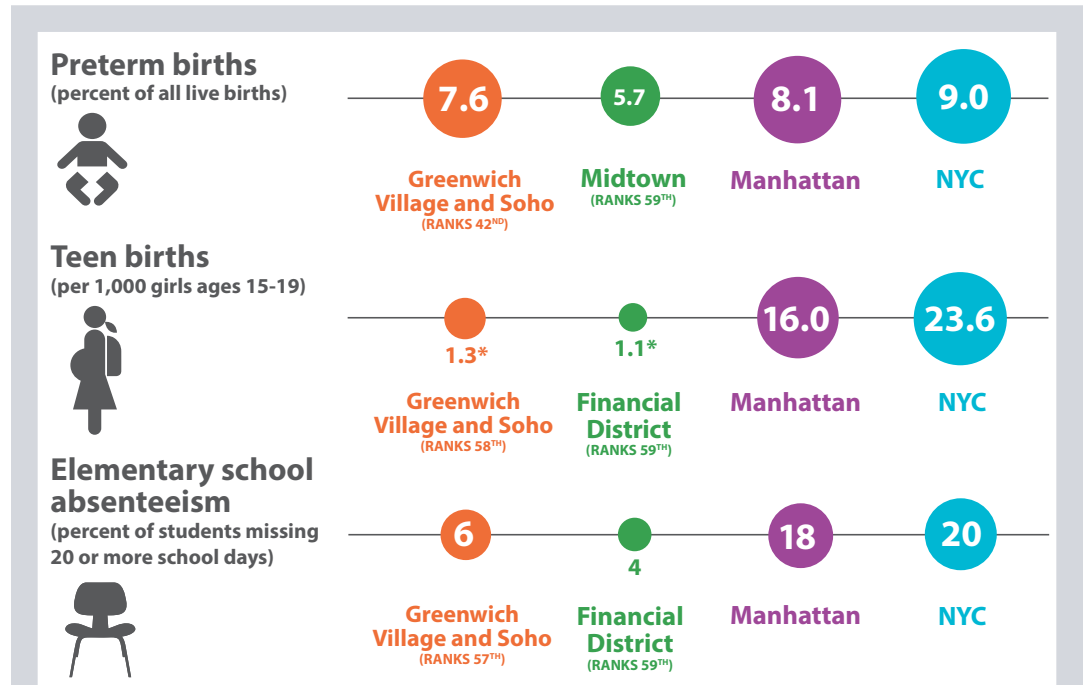 Preterm births
(percent of all live births)
7.6
5.7
8.1
9.0
Greenwich
Village and Soho
(RANKS 42ND)
Midtown
(RANKS 59TH)
Manhattan
NYC
Teen births
(per 1,000 girls ages 15-19)
1.3*
1.1*
16.0
23.6
Greenwich
Village and Soho
(RANKS 58TH)
Financial
District
(RANKS 59TH)
Manhattan
NYC
Elementary school
absenteeism
(percent of students missing
20 or more school days)
6
4
18
20
Greenwich
Village and Soho
(RANKS 57TH)
Financial
District
(RANKS 59TH)
Manhattan
NYC